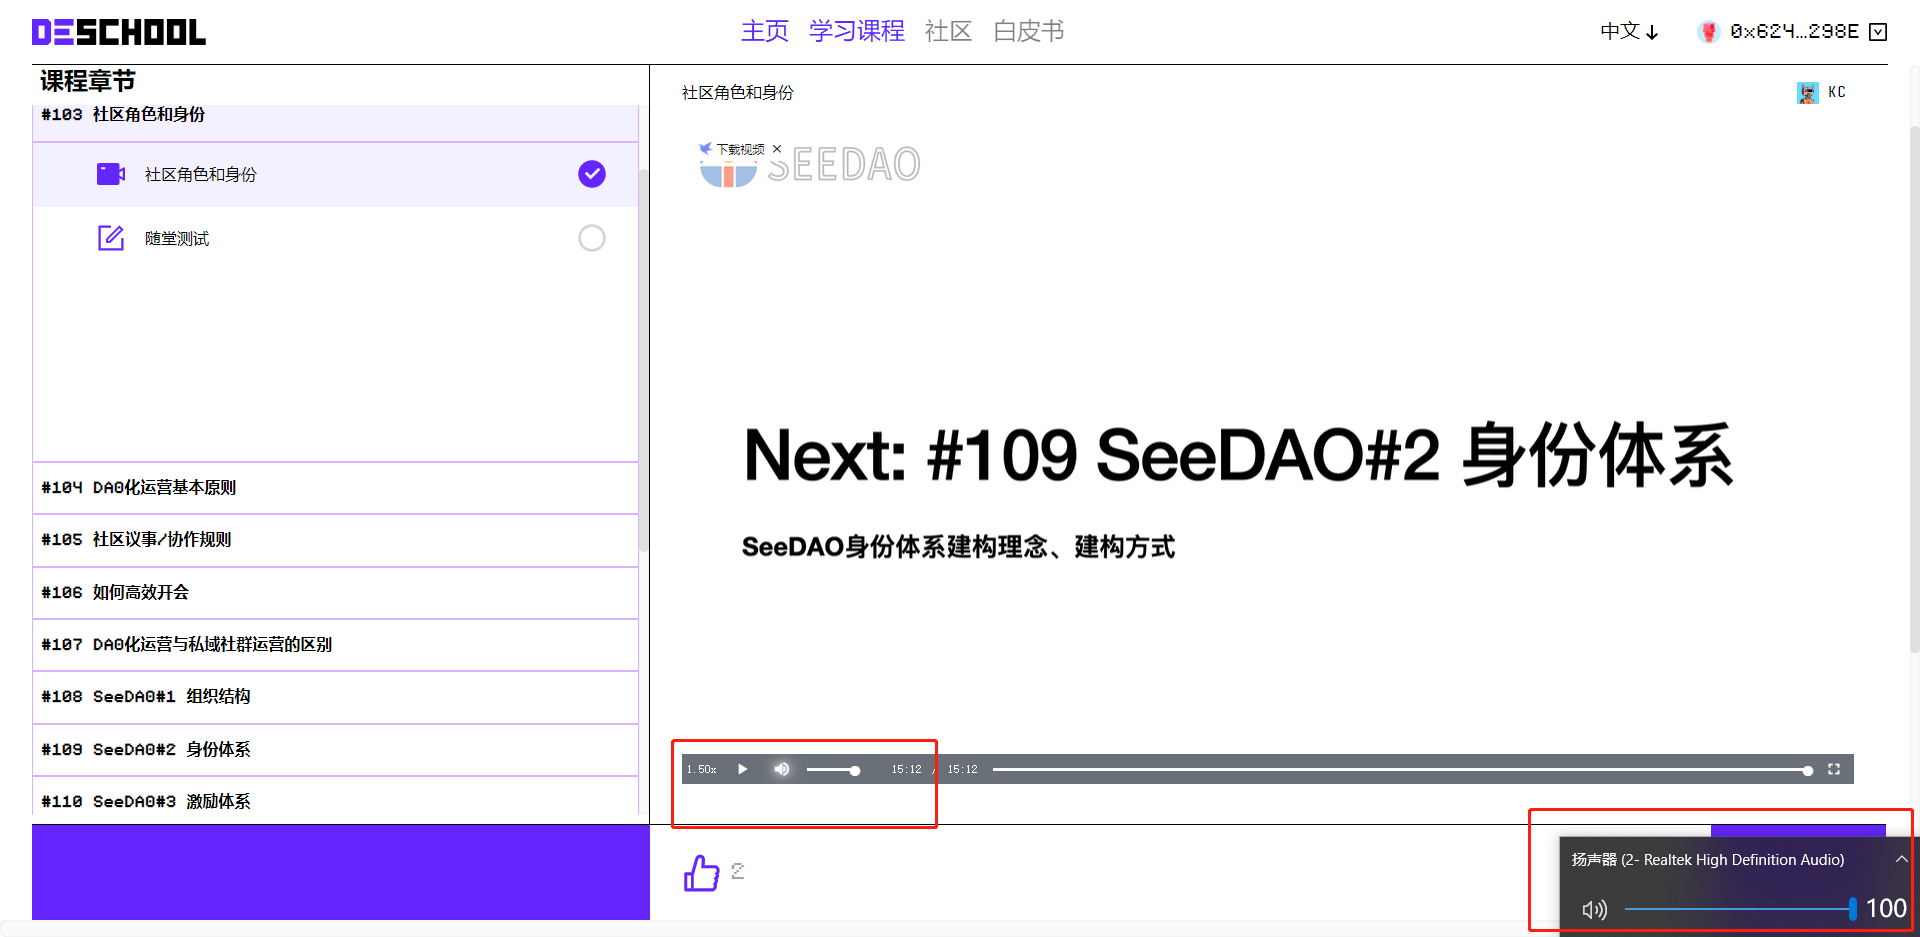 DESCHOOL
主页 学习课程 社区 白皮书
中文
0x624...298E
课程章节
#103 社区角色和身份
社区角色和身份
随堂测试
#104 DAO化运营基本原则
#105 社区议事/协作规则
#106 如何高效开会
#107 DAO化运营与私域社群运营的区别
#108 SeeDAO#1 组织结构
#109 SeeDAO#2 身份体系
#110 SeeDAO#3 激励体系
社区角色和身份
KC
下载视频
SEEDAO
Next: #109 SeeDAO#2 身份体系
SeeDAO身份体系建构理念、建构方式
1.50x 15:12 / 15:12
2
扬声器 (2- Realtek High Definition Audio)
100